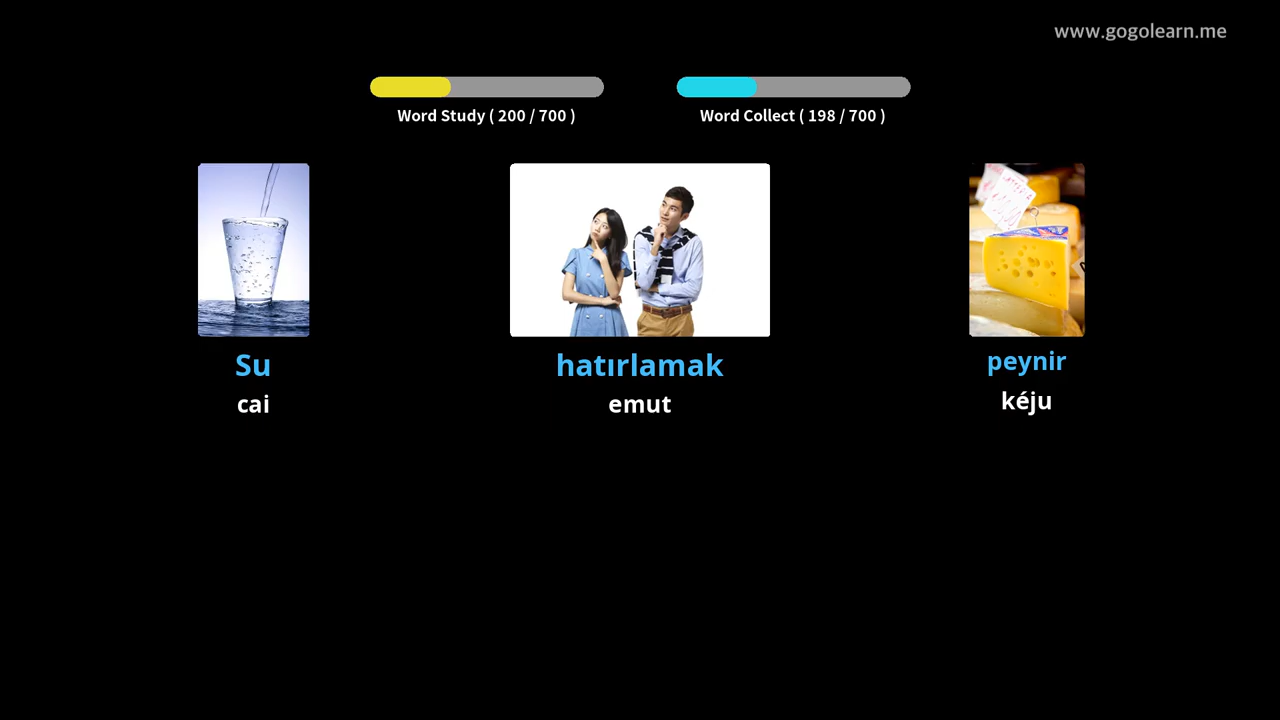 www.gogolearn.me
Word Study ( 200 / 700 )
Word Collect ( 198 / 700 )
Su
hatırlamak
peynir
cai
emut
kéju